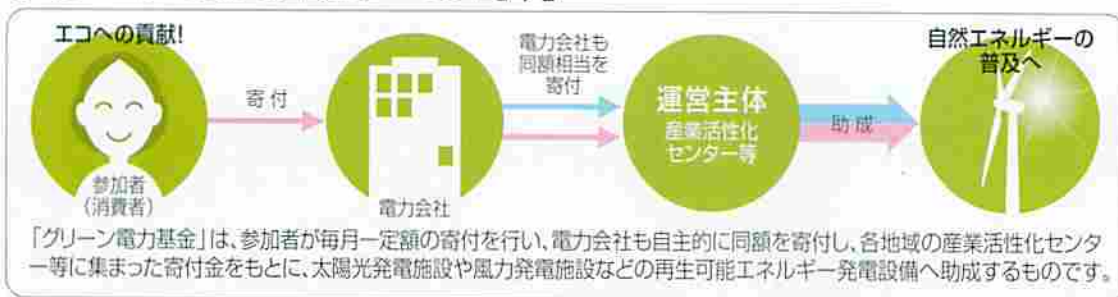 エコへの貢献!
参加者
(消費者)
寄付
電力会社
電力会社も
同額相当を
寄付
運営主体
産業活性化
センター等
助成
自然エネルギーの
普及へ
「グリーン電力基金」は、参加者が毎月一定額の寄付を行い、電力会社も自主的に同額を寄付し、各地域の産業活性化センタ
ー等に集まった寄付金をもとに、太陽光発電施設や風力発電施設などの再生可能エネルギー発電設備へ助成するものです。